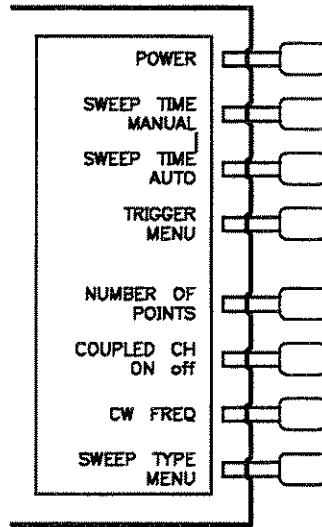 POWER
SWEEP TIME
MANUAL
SWEEP TIME
AUTO
TRIGGER
MENU
NUMBER OF
POINTS
COUPLED CH
ON off
CW FREQ
SWEEP TYPE
MENU